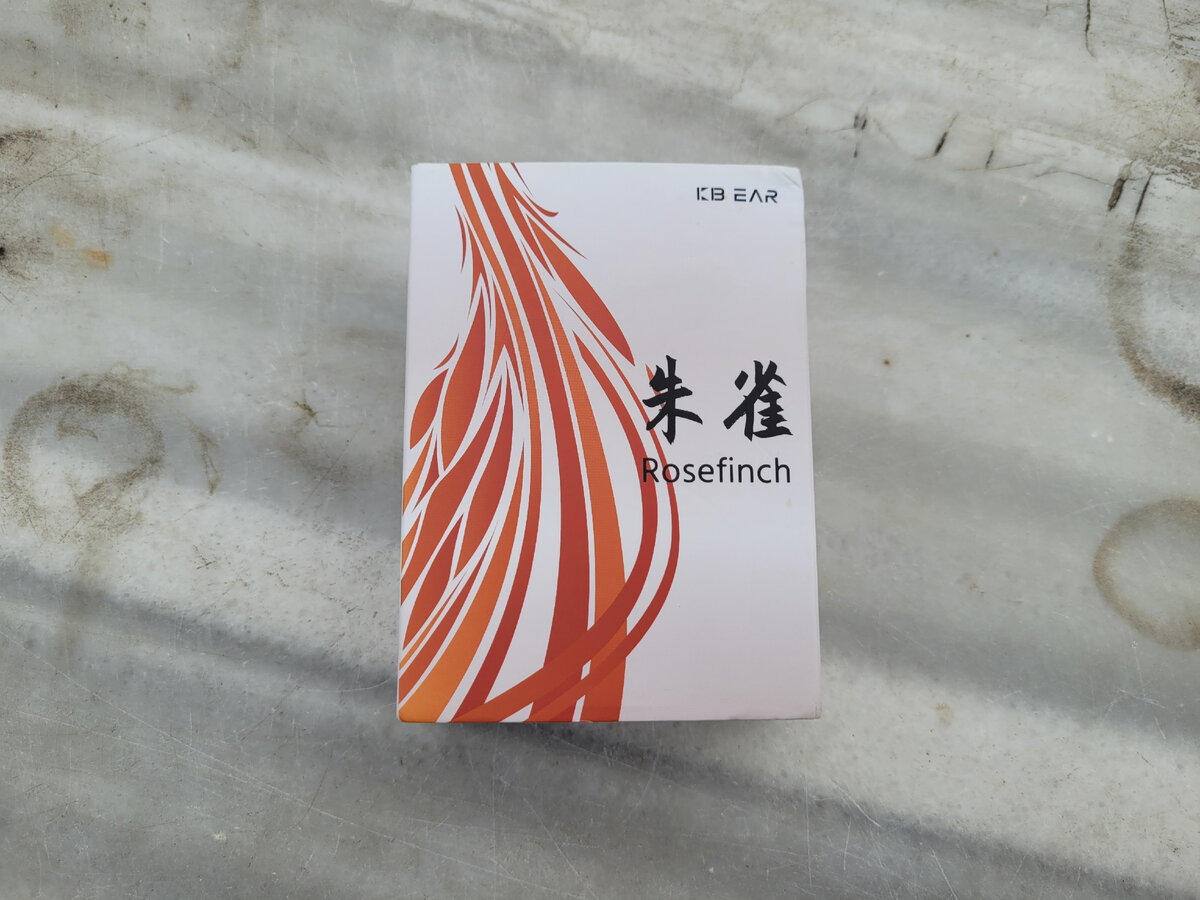 KB EAR
朱雀
Rosefinch